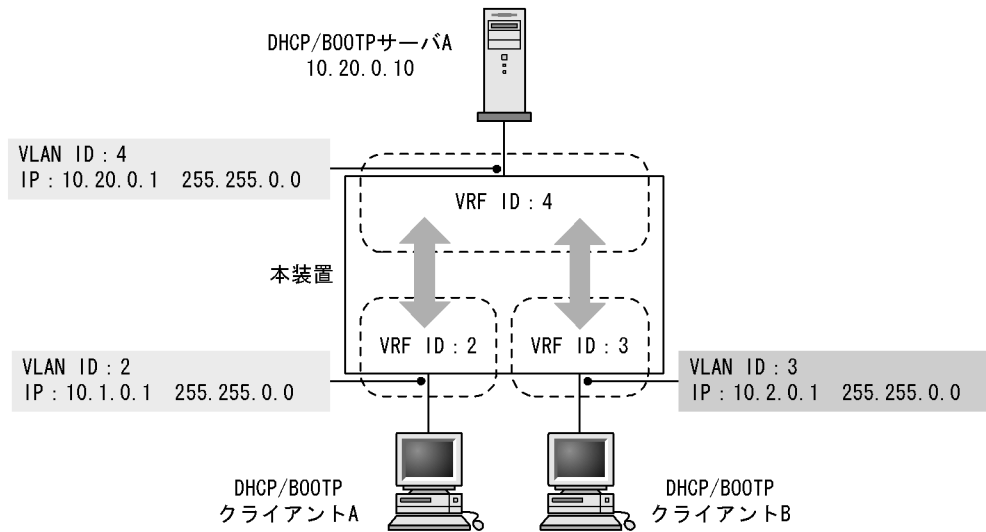 DHCP/BOOTPサーバA
10.20.0.10
VLAN ID：4
IP：10.20.0.1 255.255.0.0
VRF ID：4
本装置
VRF ID：2
VRF ID：3
VLAN ID：2
IP：10.1.0.1 255.255.0.0
VLAN ID：3
IP：10.2.0.1 255.255.0.0
DHCP/BOOTP
クライアントA
DHCP/BOOTP
クライアントB